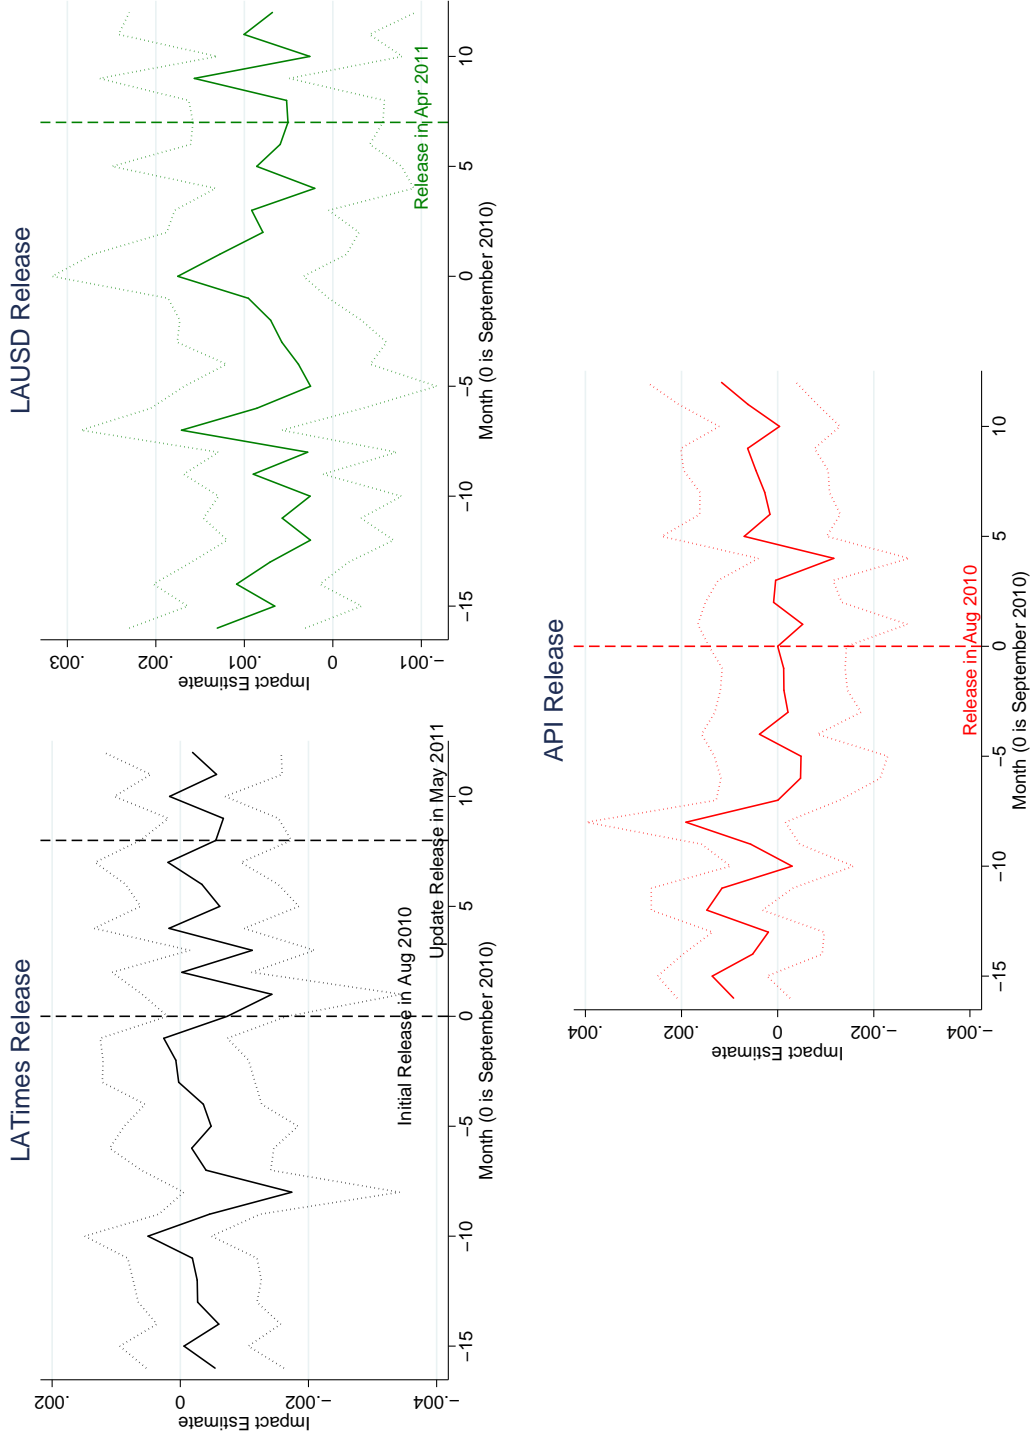 LATimes Release
.002
0
-.002
-.004
Impact Estimate
Initial Release in Aug 2010
Update Release in May 2011
-15
-10
-5
0
5
10
Month (0 is September 2010)
LAUSD Release
.003
.002
.001
0
-.001
Impact Estimate
Release in Apr 2011
-15
-10
-5
0
5
10
Month (0 is September 2010)
API Release
.004
.002
0
-.002
-.004
Impact Estimate
Release in Aug 2010
-15
-10
-5
0
5
10
Month (0 is September 2010)